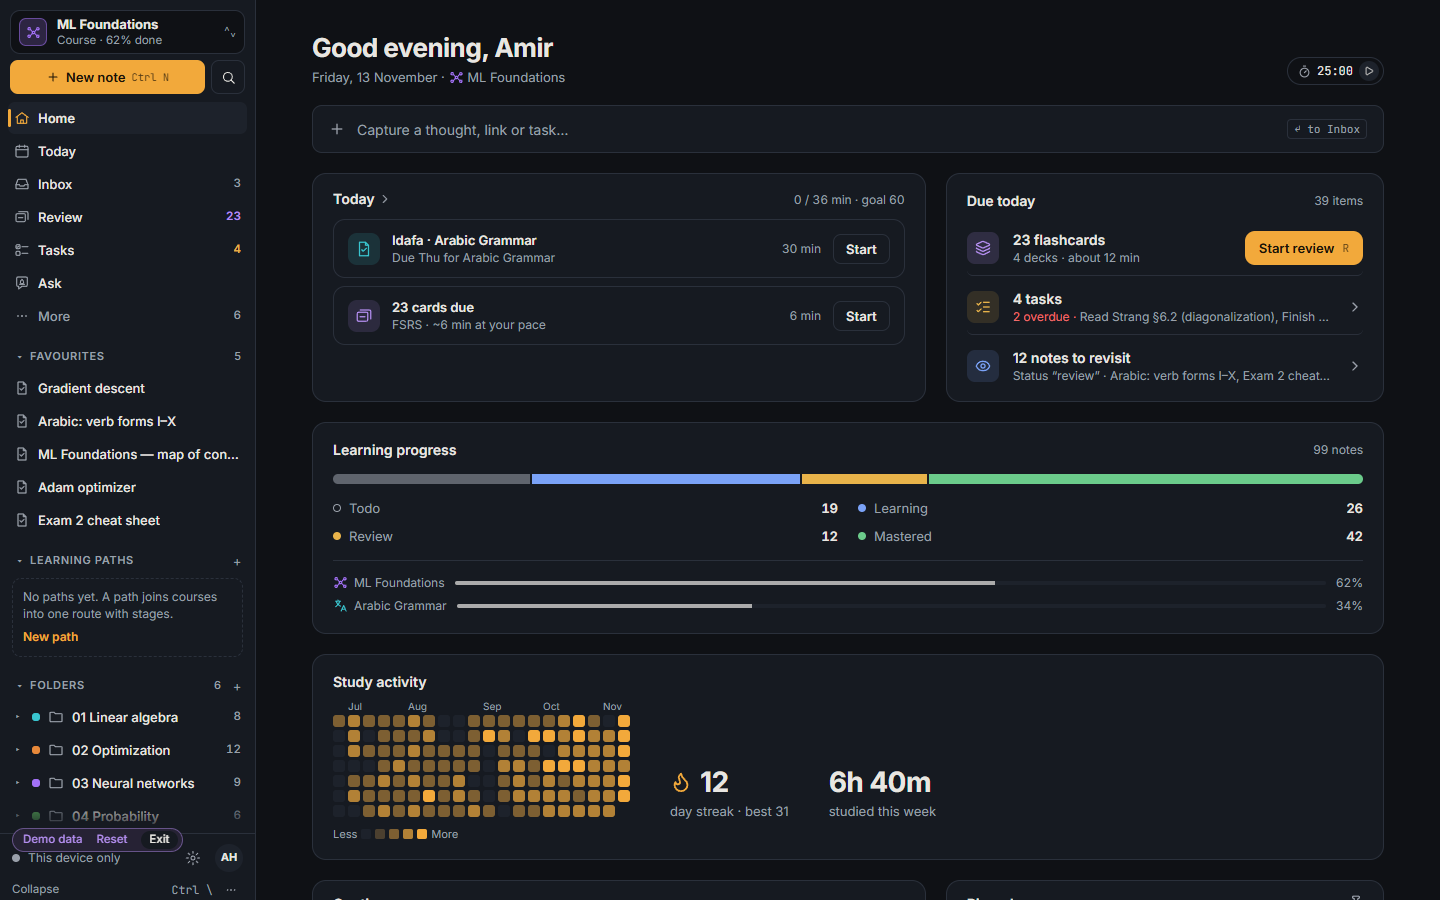 ML Foundations
Course · 62% done
New note Ctrl N
Home
Today
Inbox 3
Review 23
Tasks 4
Ask
More 6
FAVOURITES 5
Gradient descent
Arabic: verb forms I–X
ML Foundations — map of con...
Adam optimizer
Exam 2 cheat sheet
LEARNING PATHS +
No paths yet. A path joins courses
into one route with stages.
New path
FOLDERS 6 +
01 Linear algebra 8
02 Optimization 12
03 Neural networks 9
04 Probability 6
Demo data Reset Exit
This device only AH
Collapse Ctrl \ ...
Good evening, Amir
Friday, 13 November · ML Foundations
25:00
Capture a thought, link or task...
to Inbox
Today
0 / 36 min · goal 60
Idafa · Arabic Grammar
Due Thu for Arabic Grammar
30 min Start
23 cards due
FSRS · ~6 min at your pace
6 min Start
Due today 39 items
23 flashcards
4 decks · about 12 min
Start review R
4 tasks
2 overdue · Read Strang §6.2 (diagonalization), Finish ...
12 notes to revisit
Status “review” · Arabic: verb forms I–X, Exam 2 cheat...
Learning progress 99 notes
Todo 19
Learning 26
Review 12
Mastered 42
ML Foundations 62%
Arabic Grammar 34%
Study activity
Jul Aug Sep Oct Nov
Less More
12
day streak · best 31
6h 40m
studied this week